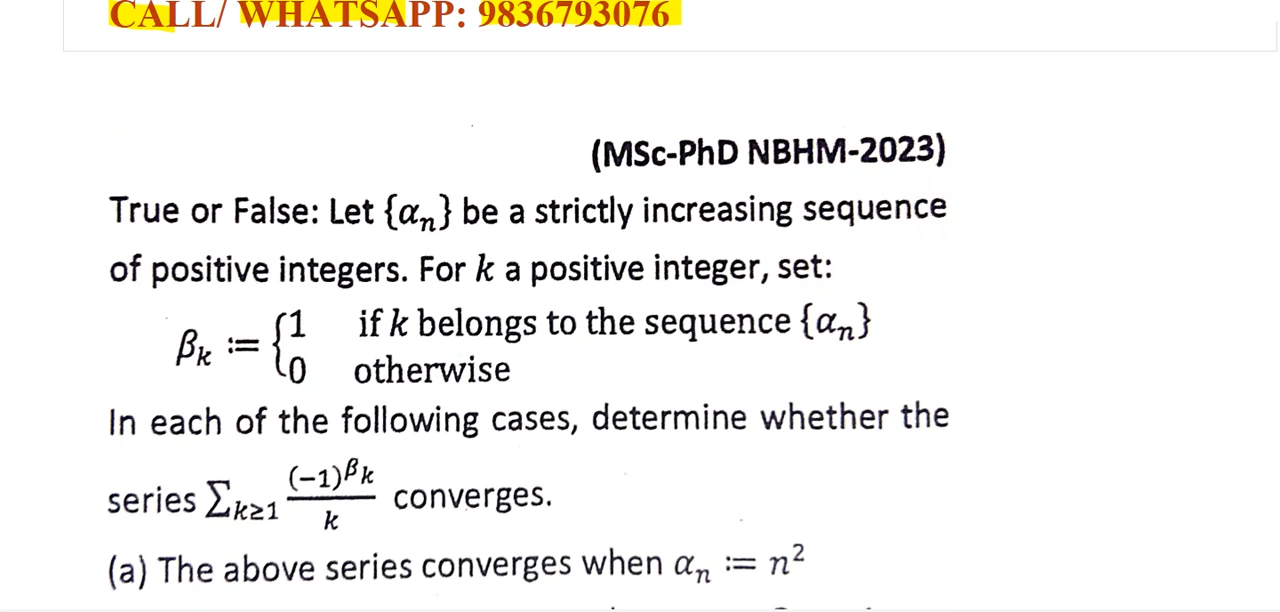 CALL/ WHATSAPP: 9836793076
(MSc-PhD NBHM-2023)
True or False: Let {αₙ} be a strictly increasing sequence
of positive integers. For k a positive integer, set:
βₖ := {1 if k belongs to the sequence {αₙ}
0 otherwise
In each of the following cases, determine whether the
series ∑ₖ≥₁ (−1)^βₖ / k converges.
(a) The above series converges when αₙ := n²